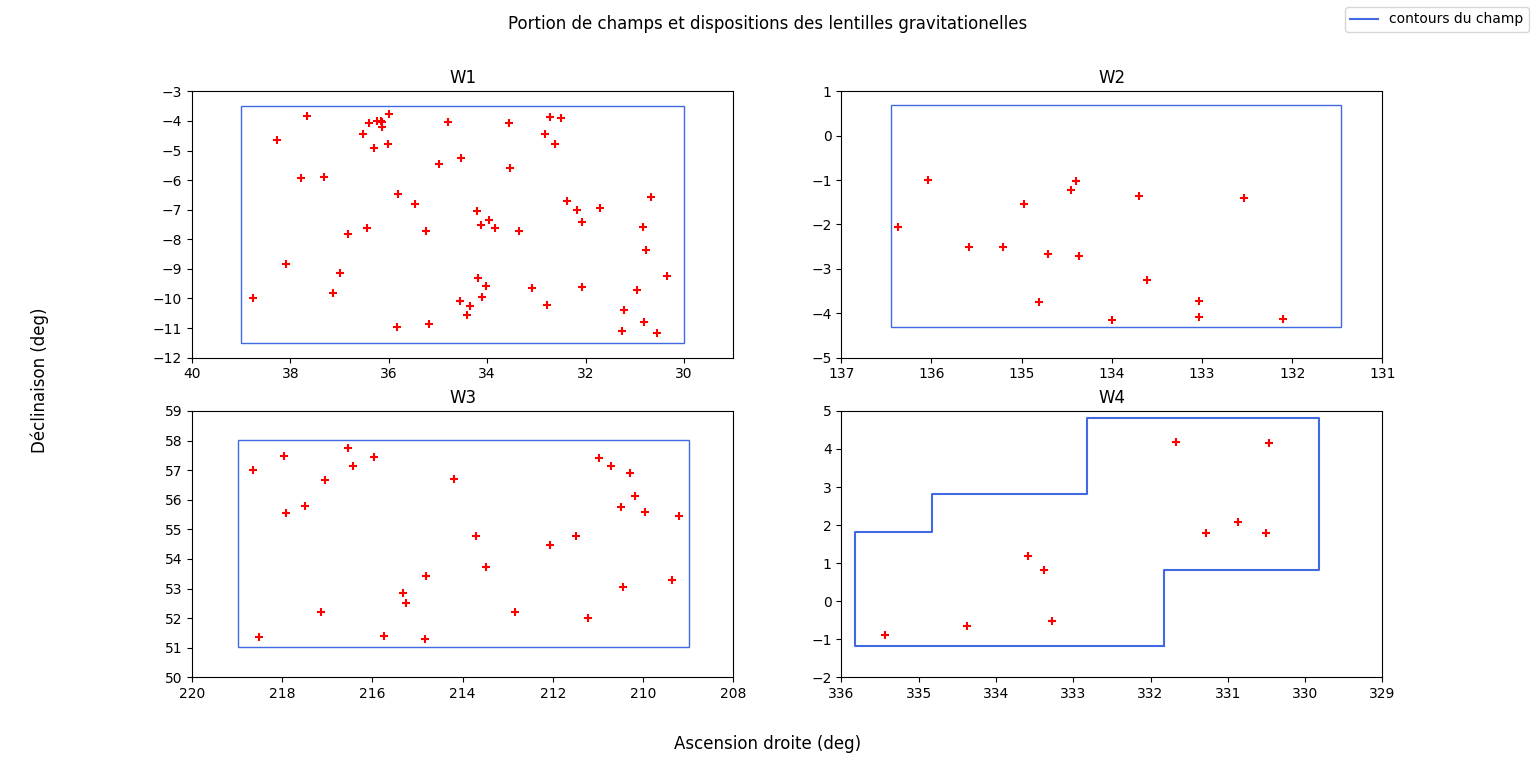 Portion de champs et dispositions des lentilles gravitationelles
contours du champ
W1
−3
−4
−5
−6
−7
−8
−9
−10
−11
−12
40 38 36 34 32 30
W2
1
0
−1
−2
−3
−4
−5
137 136 135 134 133 132 131
W3
59
58
57
56
55
54
53
52
51
50
220 218 216 214 212 210 208
W4
5
4
3
2
1
0
−1
−2
336 335 334 333 332 331 330 329
Déclinaison (deg)
Ascension droite (deg)